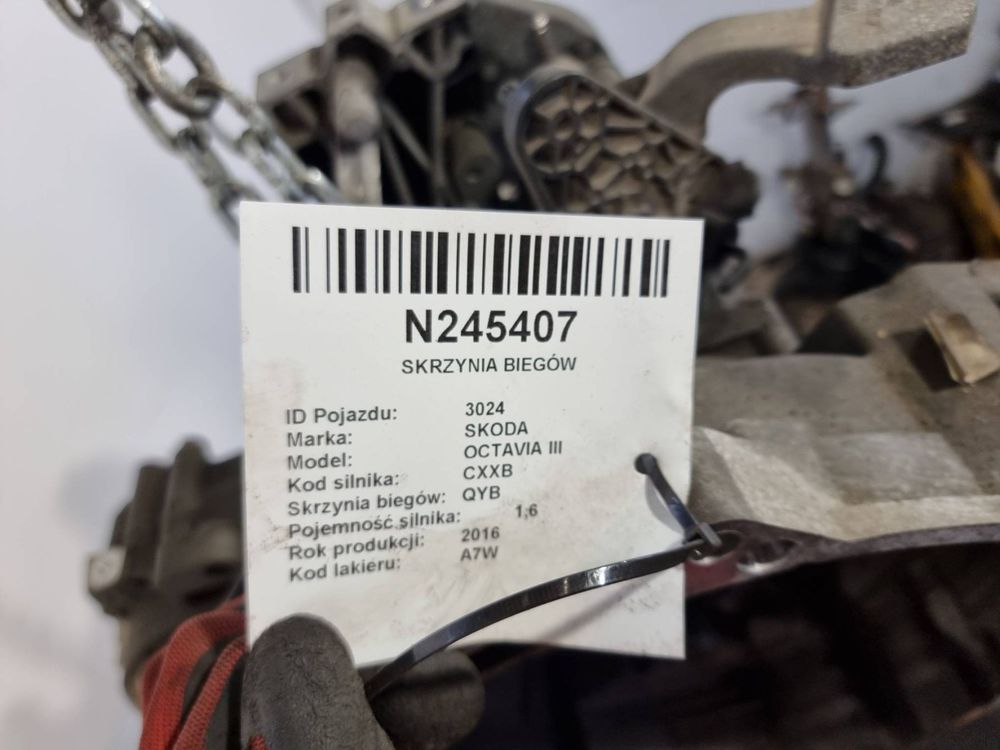 N245407
SKRZYNIA BIEGÓW
ID Pojazdu: 3024
Marka: SKODA
Model: OCTAVIA III
Kod silnika: CXXB
Skrzynia biegów: QYB
Pojemność silnika: 1,6
Rok produkcji: 2016
Kod lakieru: A7W